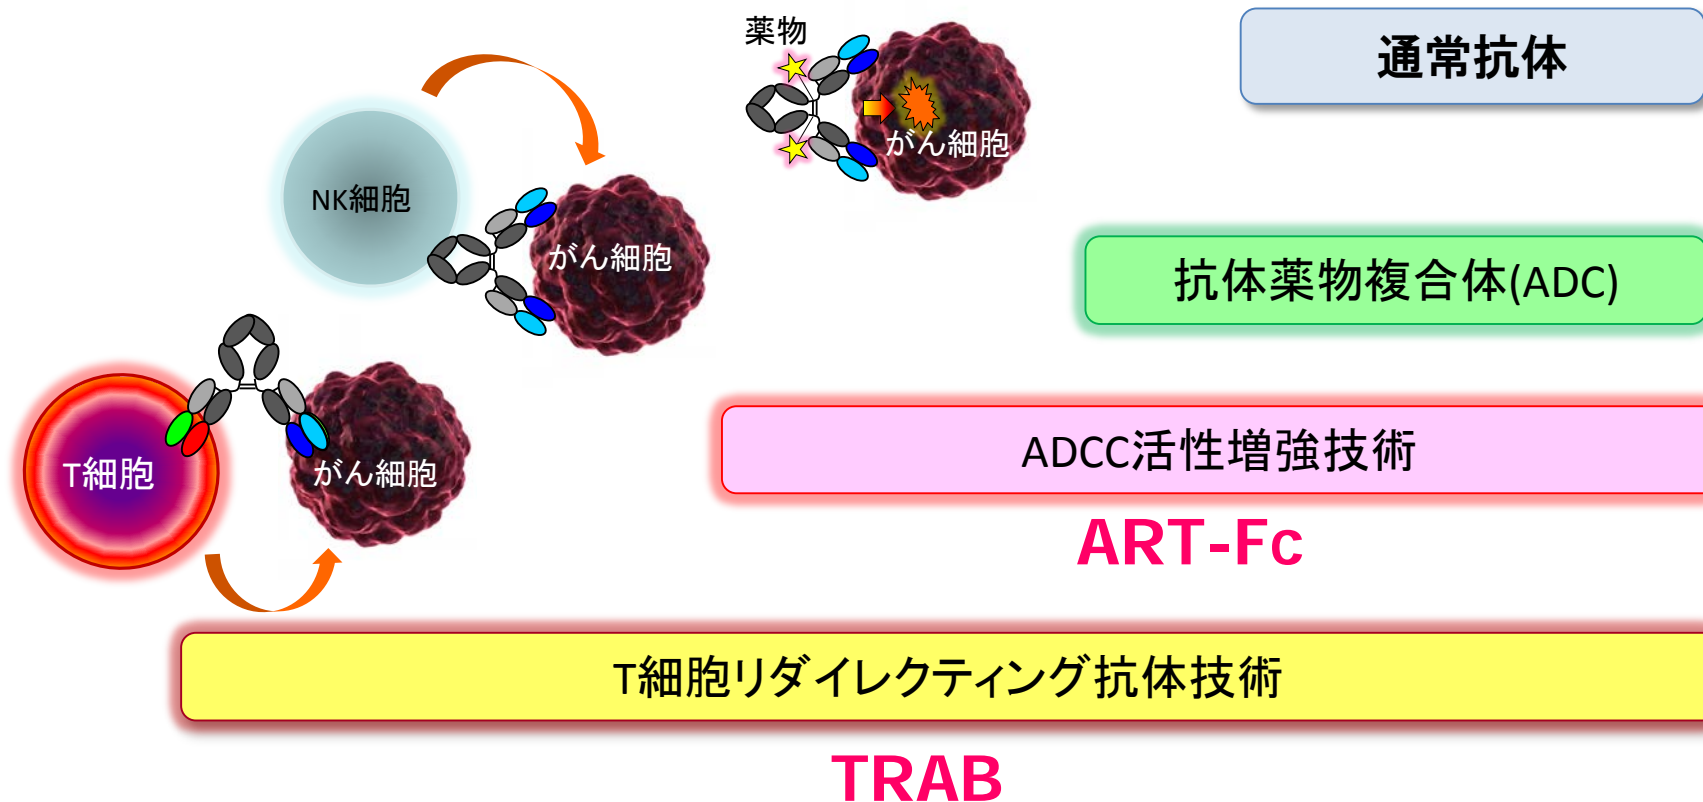 薬物
通常抗体
がん細胞
NK細胞
がん細胞
抗体薬物複合体(ADC)
T細胞
がん細胞
ADCC活性増強技術
ART-Fc
T細胞リダイレクティング抗体技術
TRAB